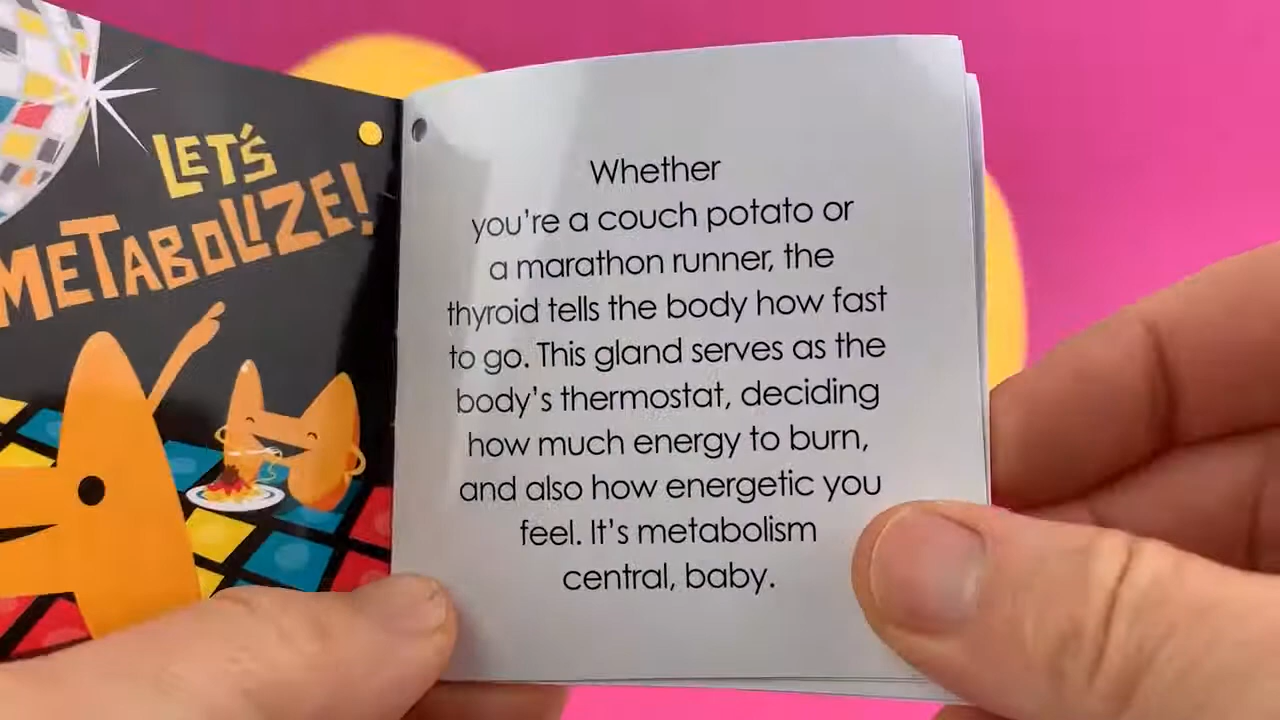 LET'S
METABOLIZE!
Whether
you're a couch potato or
a marathon runner, the
thyroid tells the body how fast
to go. This gland serves as the
body's thermostat, deciding
how much energy to burn,
and also how energetic you
feel. It's metabolism
central, baby.